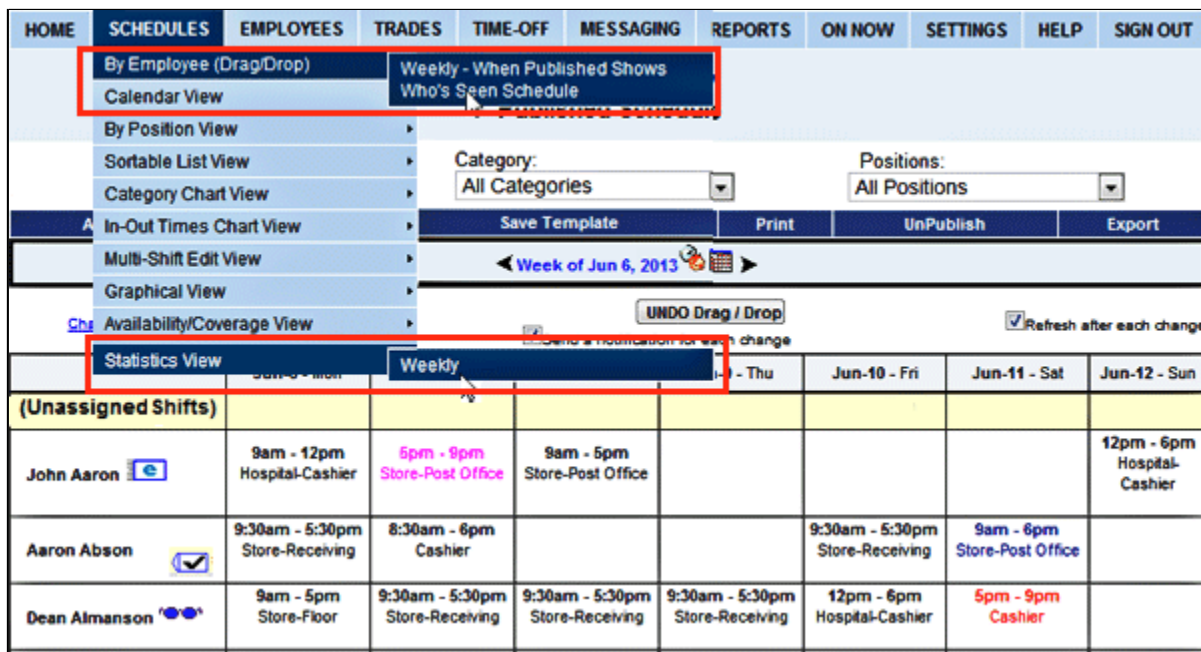 HOME SCHEDULES EMPLOYEES TRADES TIME-OFF MESSAGING REPORTS ON NOW SETTINGS HELP SIGN OUT
By Employee (Drag/Drop)
Weekly - When Published Shows
Who's Seen Schedule
Calendar View
By Position View
Sortable List View
Category Chart View
In-Out Times Chart View
Multi-Shift Edit View
Graphical View
Availability/Coverage View
Statistics View
Weekly
Category:
All Categories
Positions:
All Positions
Save Template Print UnPublish Export
Week of Jun 6, 2013
UNDO Drag / Drop
Send a notification for each change
Refresh after each change
- Thu Jun-10 - Fri Jun-11 - Sat Jun-12 - Sun
(Unassigned Shifts)
John Aaron
9am - 12pm
Hospital-Cashier
5pm - 9pm
Store-Post Office
9am - 5pm
Store-Post Office
12pm - 6pm
Hospital-
Cashier
Aaron Abson
9:30am - 5:30pm
Store-Receiving
8:30am - 6pm
Cashier
9:30am - 5:30pm
Store-Receiving
9am - 6pm
Store-Post Office
Dean Almanson
9am - 5pm
Store-Floor
9:30am - 5:30pm
Store-Receiving
9:30am - 5:30pm
Store-Receiving
9:30am - 5:30pm
Store-Receiving
12pm - 6pm
Hospital-Cashier
5pm - 9pm
Cashier